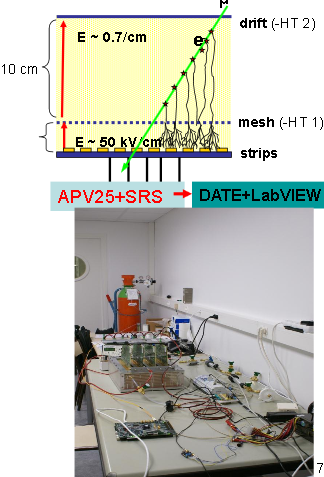 μ
drift (-HT 2)
E ~ 0.7/cm
e
10 cm
mesh (-HT 1)
E ~ 50 kV/cm
strips
APV25+SRS
DATE+LabVIEW
7